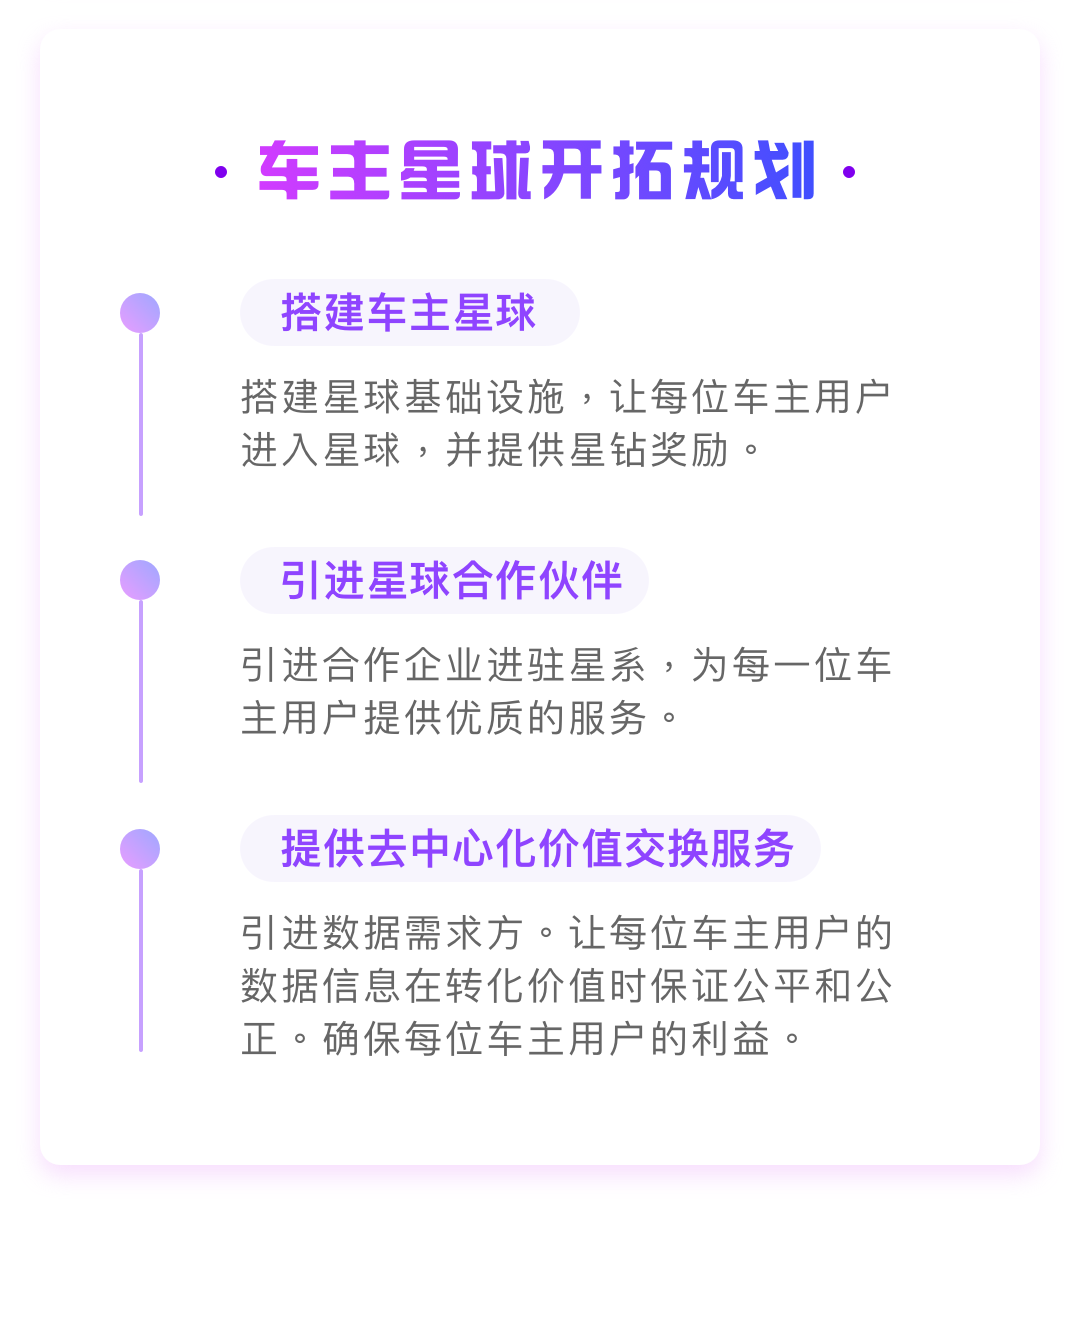 ·车主星球开拓规划·
搭建车主星球
搭建星球基础设施，让每位车主用户
进入星球，并提供星钻奖励。
引进星球合作伙伴
引进合作企业进驻星系，为每一位车
主用户提供优质的服务。
提供去中心化价值交换服务
引进数据需求方。让每位车主用户的
数据信息在转化价值时保证公平和公
正。确保每位车主用户的利益。